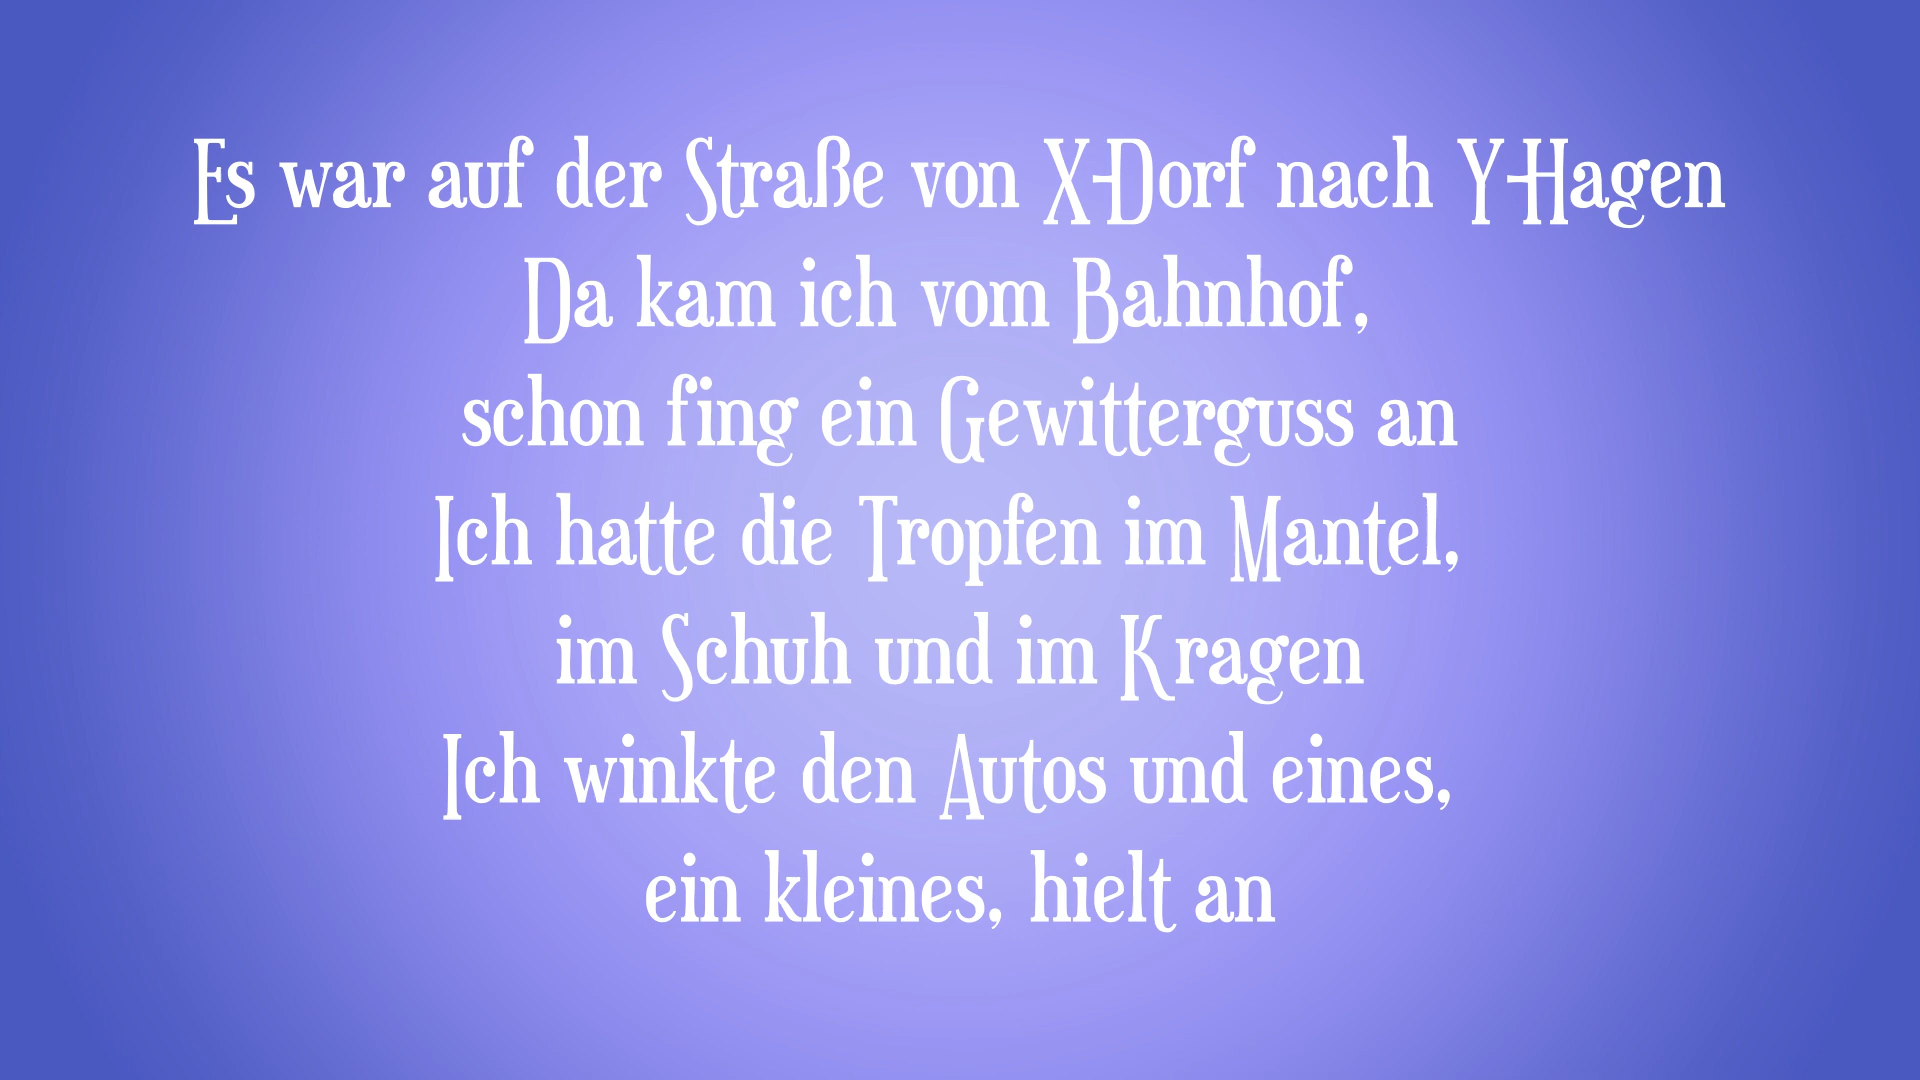 Es war auf der Straße von X-Dorf nach Y-Hagen
Da kam ich vom Bahnhof,
schon fing ein Gewitterguss an
Ich hatte die Tropfen im Mantel,
im Schuh und im Kragen
Ich winkte den Autos und eines,
ein kleines, hielt an